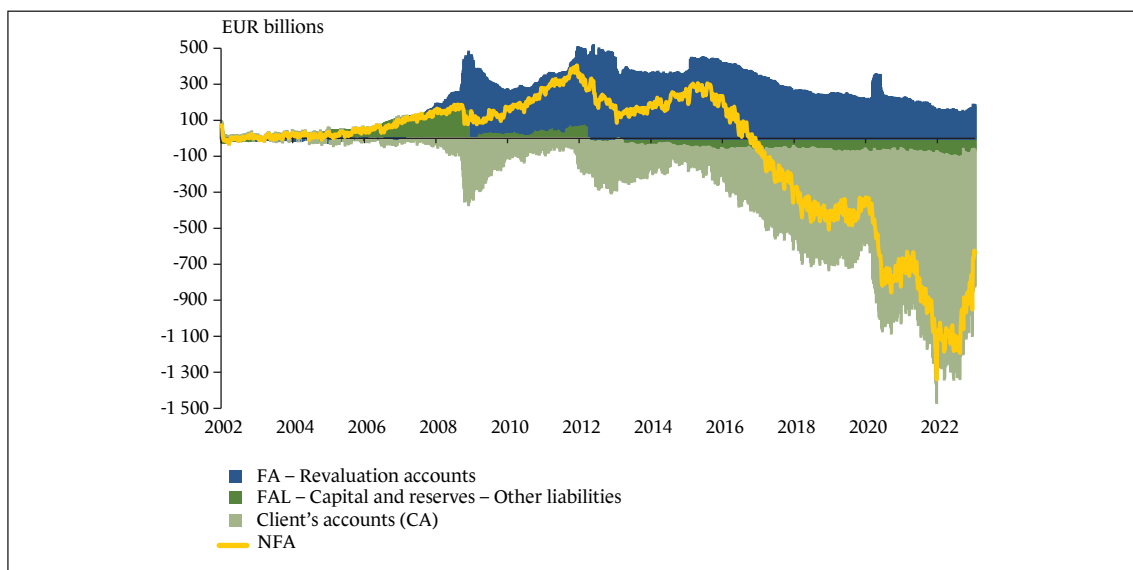 EUR billions
500
300
100
-100
-300
-500
-700
-900
-1 100
-1 300
-1 500
2002 2004 2006 2008 2010 2012 2014 2016 2018 2020 2022
FA – Revaluation accounts
FAL – Capital and reserves – Other liabilities
Client's accounts (CA)
NFA